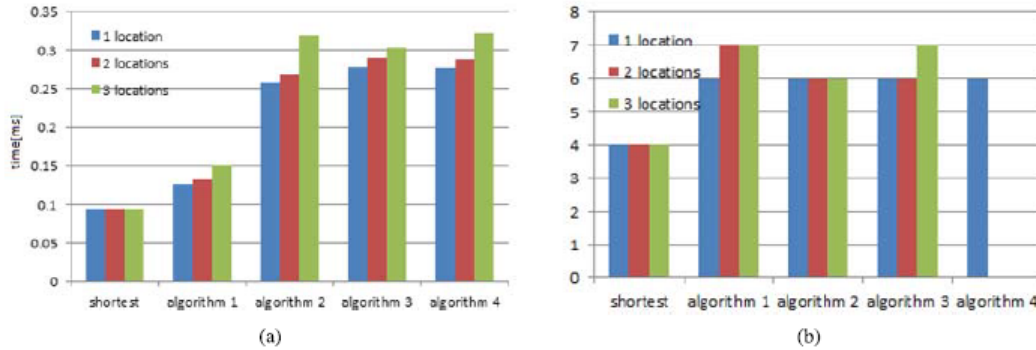 0.35
0.3
0.25
0.2
0.15
0.1
0.05
0
time[ms]
1 location
2 locations
3 locations
shortest
algorithm 1
algorithm 2
algorithm 3
algorithm 4
(a)
8
7
6
5
4
3
2
1
0
1 location
2 locations
3 locations
shortest
algorithm 1
algorithm 2
algorithm 3
algorithm 4
(b)